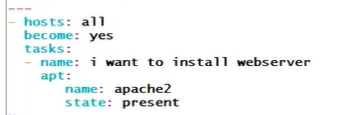 ---
- hosts: all
  become: yes
  tasks:
  - name: i want to install webserver
    apt:
       name: apache2
       state: present